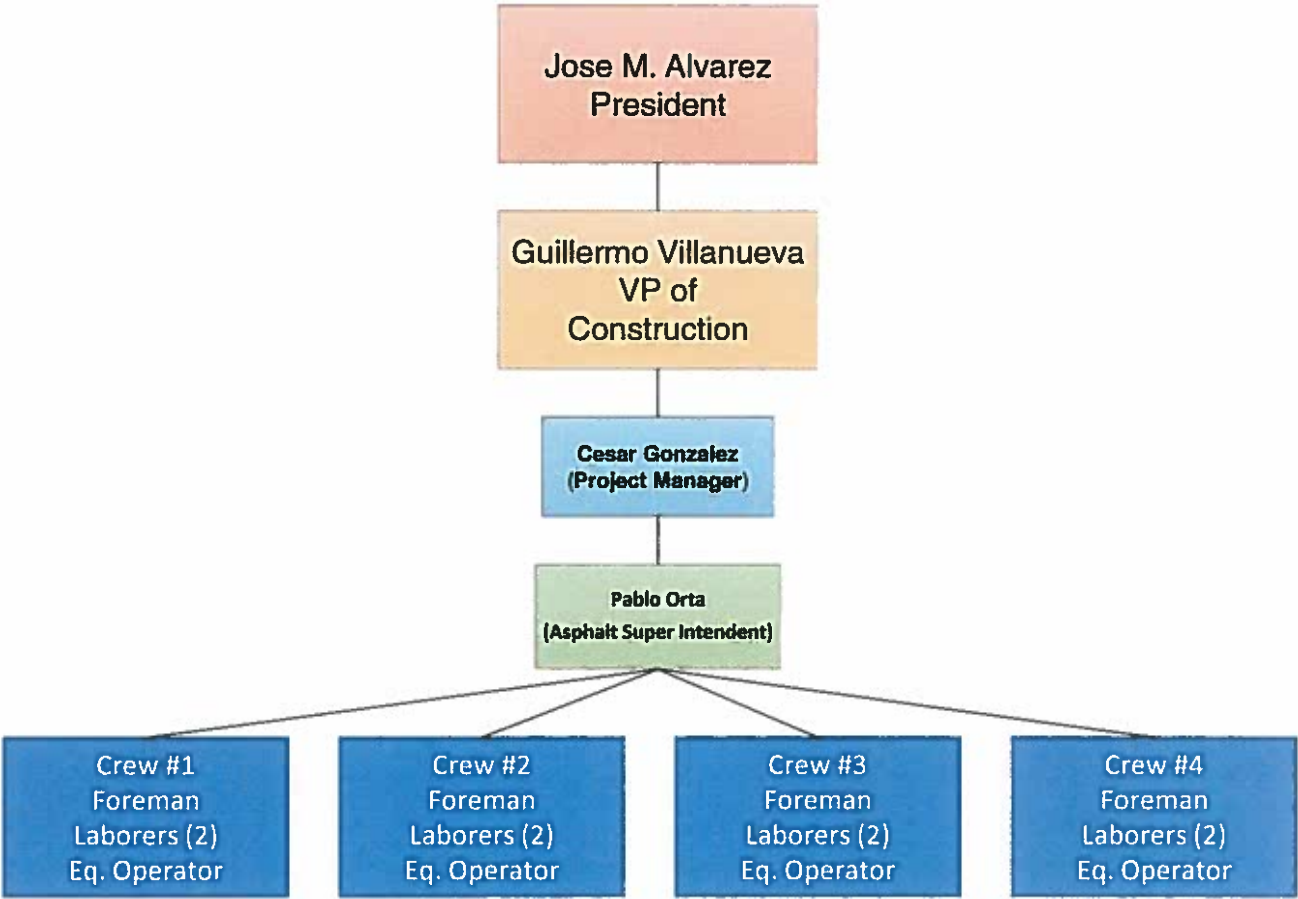 Jose M. Alvarez
President
Guillermo Villanueva
VP of
Construction
Cesar Gonzalez
(Project Manager)
Pablo Orta
(Asphalt Super Intendent)
Crew #1
Foreman
Laborers (2)
Eq. Operator
Crew #2
Foreman
Laborers (2)
Eq. Operator
Crew #3
Foreman
Laborers (2)
Eq. Operator
Crew #4
Foreman
Laborers (2)
Eq. Operator